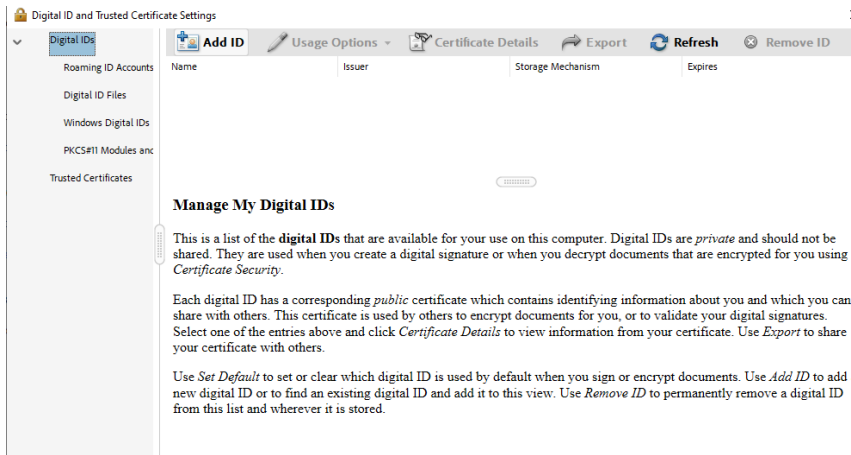 Digital ID and Trusted Certificate Settings
Digital IDs
Add ID Usage Options Certificate Details Export Refresh Remove ID
Roaming ID Accounts
Name Issuer Storage Mechanism Expires
Digital ID Files
Windows Digital IDs
PKCS#11 Modules and
Trusted Certificates
Manage My Digital IDs
This is a list of the digital IDs that are available for your use on this computer. Digital IDs are private and should not be
shared. They are used when you create a digital signature or when you decrypt documents that are encrypted for you using
Certificate Security.
Each digital ID has a corresponding public certificate which contains identifying information about you and which you can
share with others. This certificate is used by others to encrypt documents for you, or to validate your digital signatures.
Select one of the entries above and click Certificate Details to view information from your certificate. Use Export to share
your certificate with others.
Use Set Default to set or clear which digital ID is used by default when you sign or encrypt documents. Use Add ID to add
new digital ID or to find an existing digital ID and add it to this view. Use Remove ID to permanently remove a digital ID
from this list and wherever it is stored.